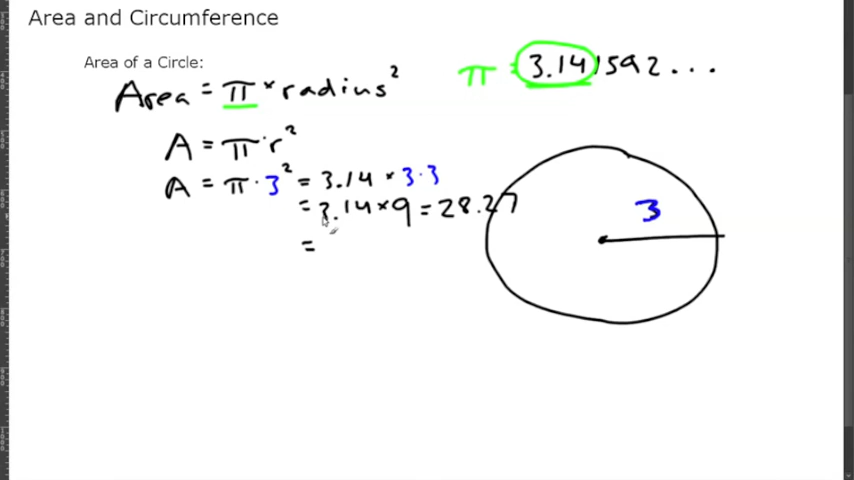 Area and Circumference
Area of a Circle:
Area = π × radius²
π = 3.141592...
A = π · r²
A = π · 3² = 3.14 × 3 · 3
= 3.14 × 9 = 28.27
=
3